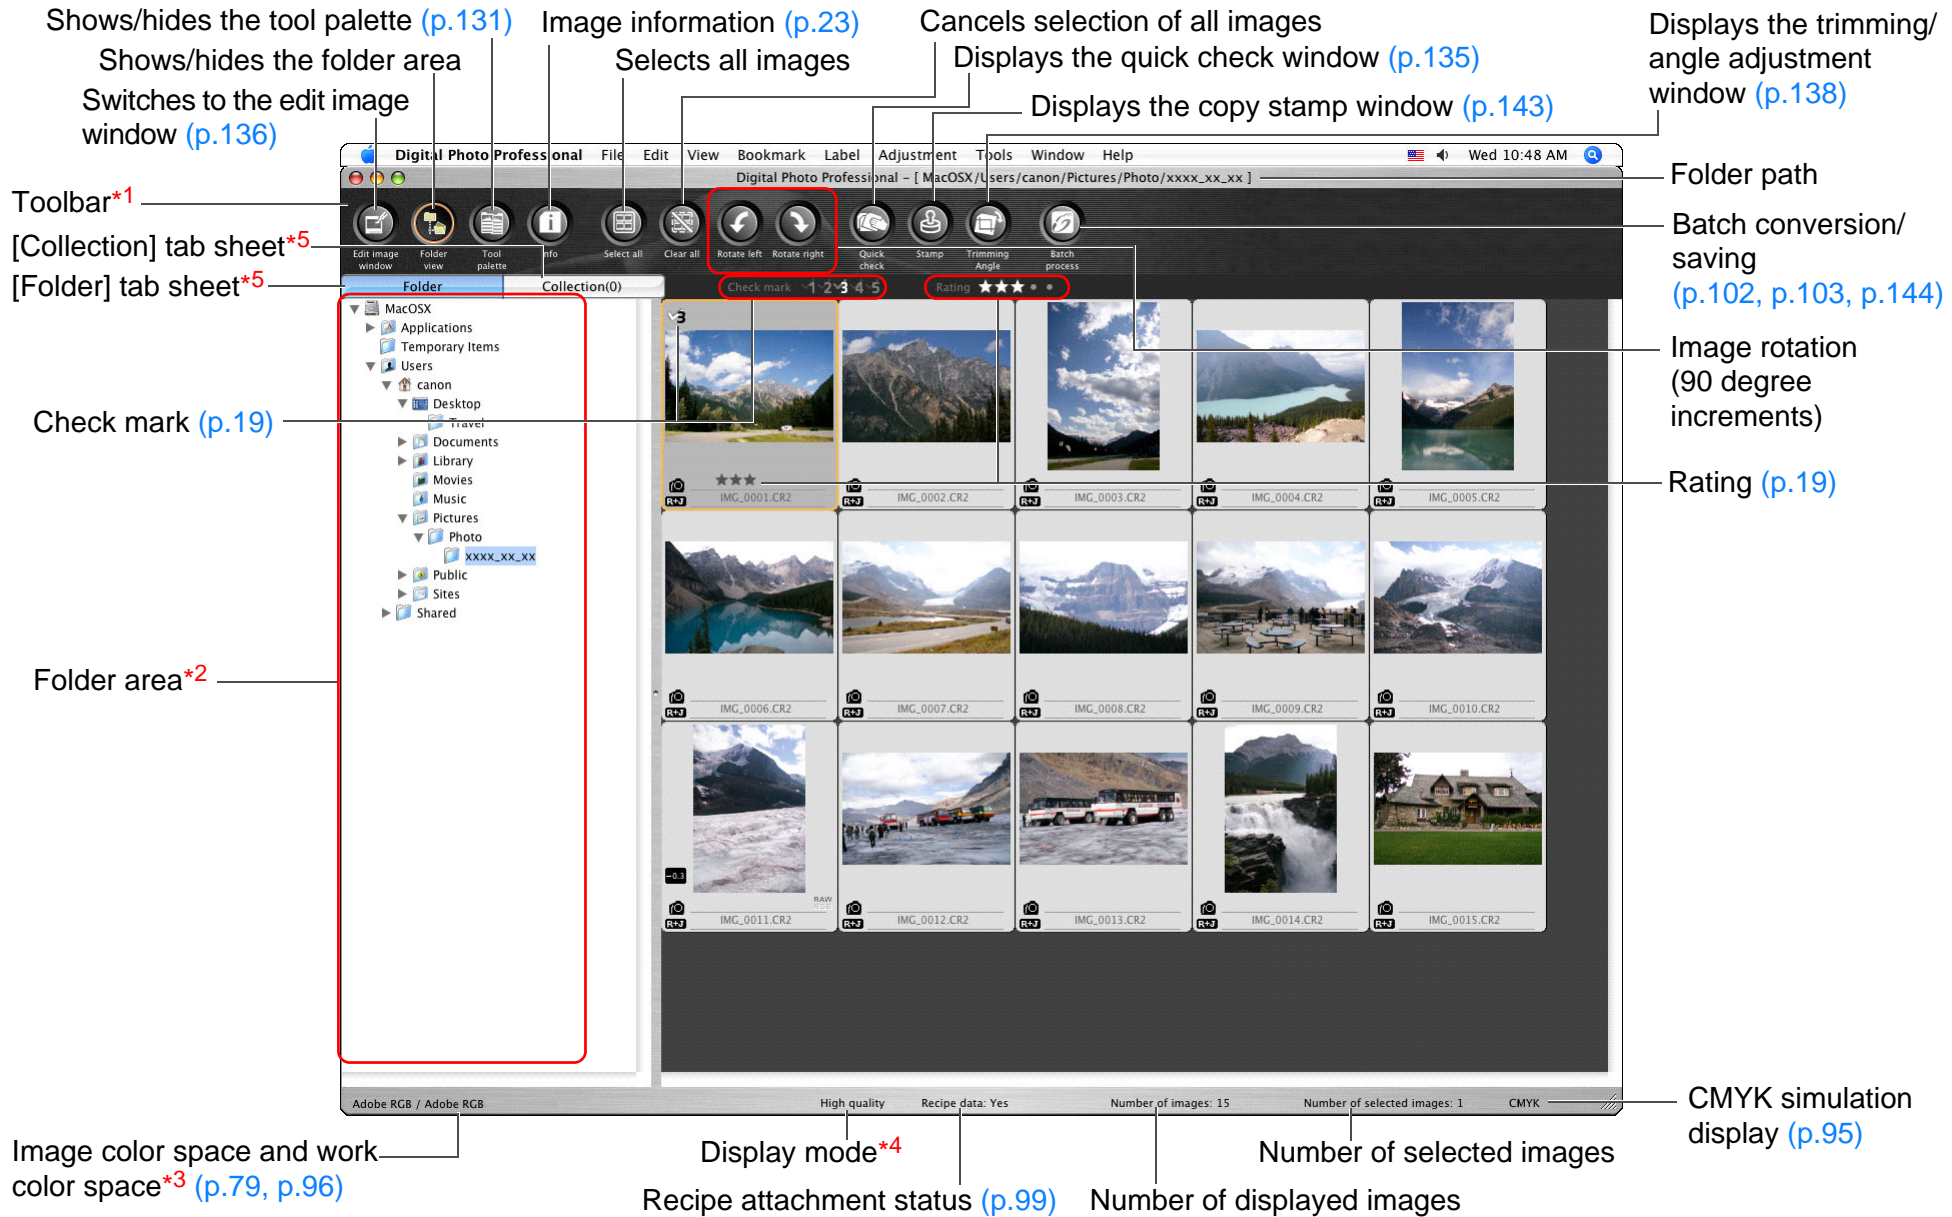 Shows/hides the tool palette (p.131)
Image information (p.23)
Cancels selection of all images
Displays the trimming/
angle adjustment
window (p.138)
Shows/hides the folder area
Selects all images
Displays the quick check window (p.135)
Switches to the edit image
window (p.136)
Displays the copy stamp window (p.143)
Digital Photo Professional File Edit View Bookmark Label Adjustment Tools Window Help
Wed 10:48 AM
Digital Photo Professional – [ MacOSX/Users/canon/Pictures/Photo/xxxx_xx_xx ]
Folder path
Toolbar*1
[Collection] tab sheet*5
[Folder] tab sheet*5
Edit image
window
Folder
view
Tool
palette
Info
Select all
Clear all
Rotate left
Rotate right
Quick
check
Stamp
Trimming
Angle
Batch
process
Batch conversion/
saving
(p.102, p.103, p.144)
Folder
Collection(0)
Check mark 1 2 3 4 5
Rating
MacOSX
Applications
Temporary Items
Users
canon
Desktop
Travel
Documents
Library
Movies
Music
Pictures
Photo
xxxx_xx_xx
Public
Sites
Shared
Image rotation
(90 degree
increments)
Check mark (p.19)
Rating (p.19)
Folder area*2
3
R+J IMG_0001.CR2
R+J IMG_0002.CR2
R+J IMG_0003.CR2
R+J IMG_0004.CR2
R+J IMG_0005.CR2
R+J IMG_0006.CR2
R+J IMG_0007.CR2
R+J IMG_0008.CR2
R+J IMG_0009.CR2
R+J IMG_0010.CR2
-0.3
RAW
RGB
R+J IMG_0011.CR2
R+J IMG_0012.CR2
R+J IMG_0013.CR2
R+J IMG_0014.CR2
R+J IMG_0015.CR2
Adobe RGB / Adobe RGB
High quality
Recipe data: Yes
Number of images: 15
Number of selected images: 1
CMYK
CMYK simulation
display (p.95)
Image color space and work
color space*3 (p.79, p.96)
Display mode*4
Number of selected images
Recipe attachment status (p.99)
Number of displayed images